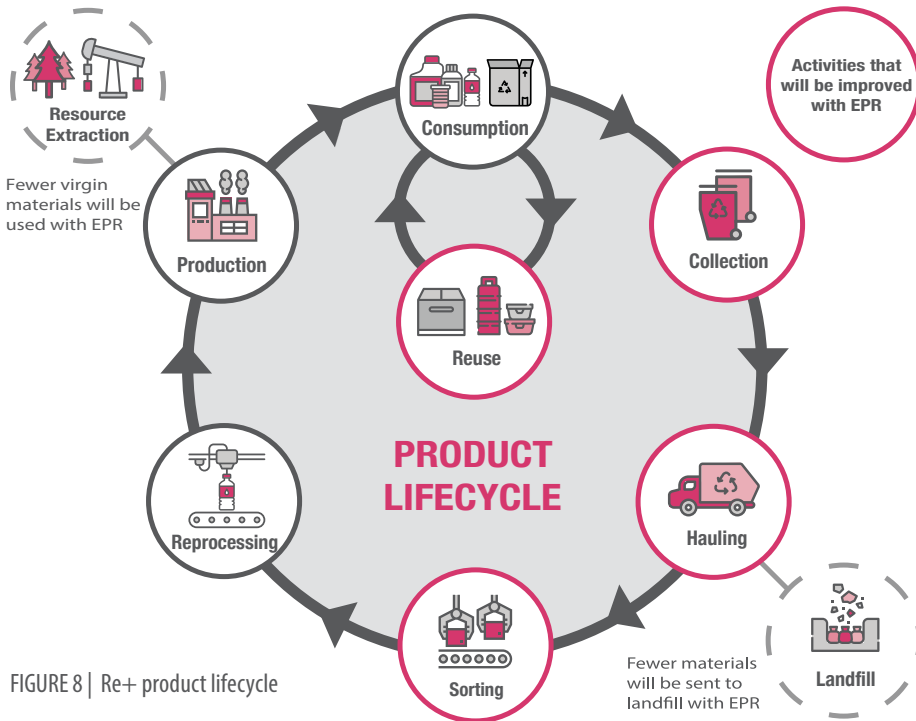 Resource
Extraction
Fewer virgin
materials will be
used with EPR
Consumption
Activities that
will be improved
with EPR
Production
Collection
Reuse
PRODUCT
LIFECYCLE
Reprocessing
Hauling
Sorting
Fewer materials
will be sent to
landfill with EPR
Landfill
FIGURE 8 | Re+ product lifecycle